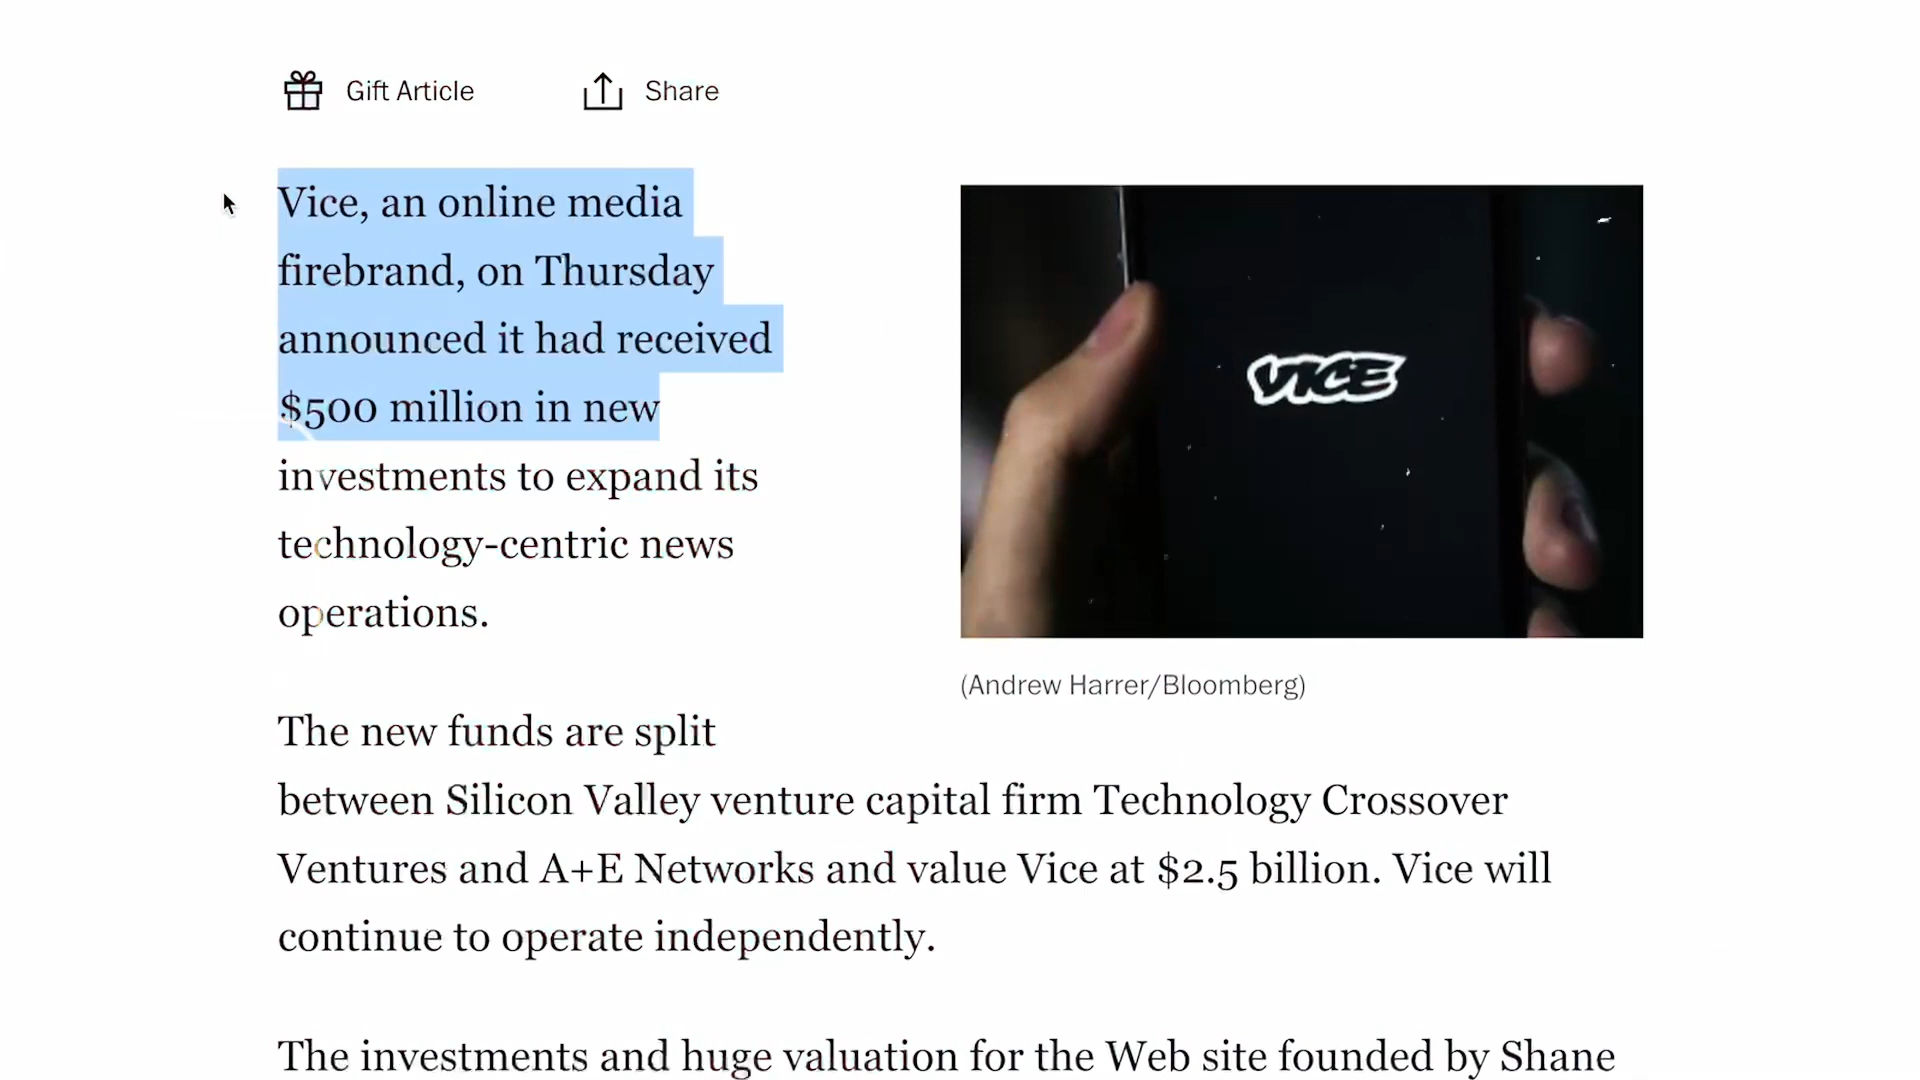 Gift Article
Share
Vice, an online media
firebrand, on Thursday
announced it had received
$500 million in new
investments to expand its
technology-centric news
operations.
VICE
(Andrew Harrer/Bloomberg)
The new funds are split
between Silicon Valley venture capital firm Technology Crossover
Ventures and A+E Networks and value Vice at $2.5 billion. Vice will
continue to operate independently.
The investments and huge valuation for the Web site founded by Shane